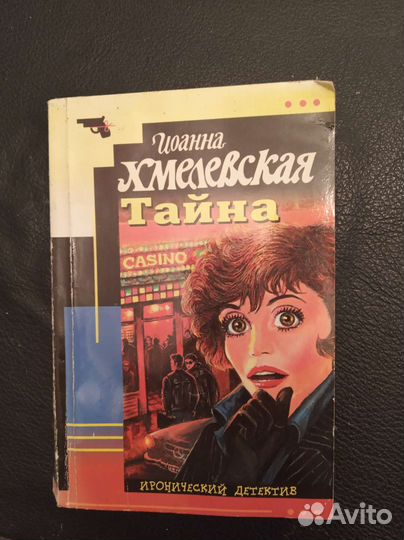 Иоанна
Хмелевская
Тайна
CASINO
ИРОНИЧЕСКИЙ ДЕТЕКТИВ
Avito